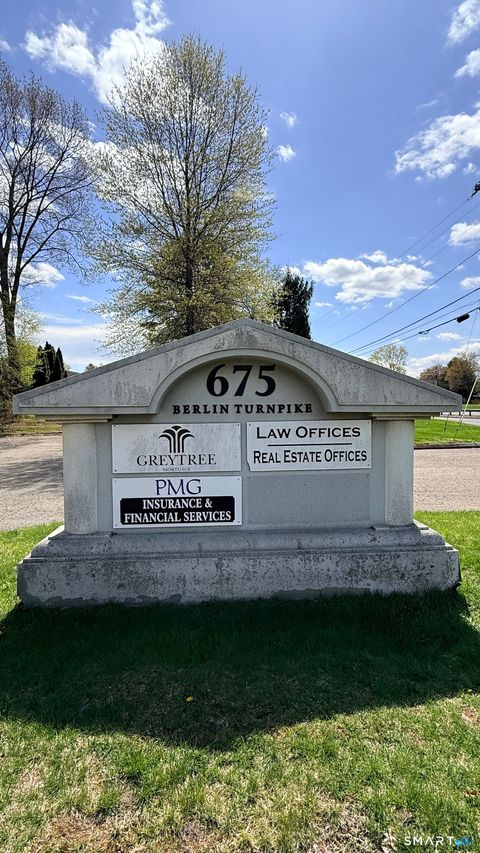 675
BERLIN TURNPIKE
GREYTREE
MORTGAGE
LAW OFFICES
REAL ESTATE OFFICES
PMG
INSURANCE &
FINANCIAL SERVICES
SMART